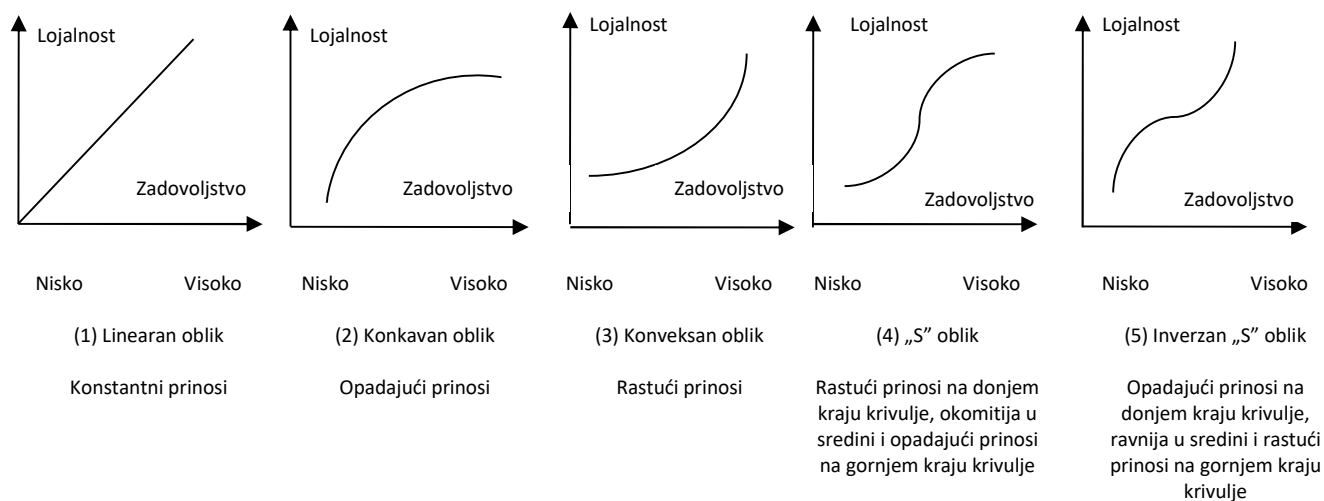 Lojalnost
Zadovoljstvo
Nisko Visoko
(1) Linearan oblik
Konstantni prinosi
Lojalnost
Zadovoljstvo
Nisko Visoko
(2) Konkavan oblik
Opadajući prinosi
Lojalnost
Zadovoljstvo
Nisko Visoko
(3) Konveksan oblik
Rastući prinosi
Lojalnost
Zadovoljstvo
Nisko Visoko
(4) „S” oblik
Rastući prinosi na donjem
kraju krivulje, okomitija u
sredini i opadajući prinosi
na gornjem kraju krivulje
Lojalnost
Zadovoljstvo
Nisko Visoko
(5) Inverzan „S” oblik
Opadajući prinosi na
donjem kraju krivulje,
ravnija u sredini i rastući
prinosi na gornjem kraju
krivulje